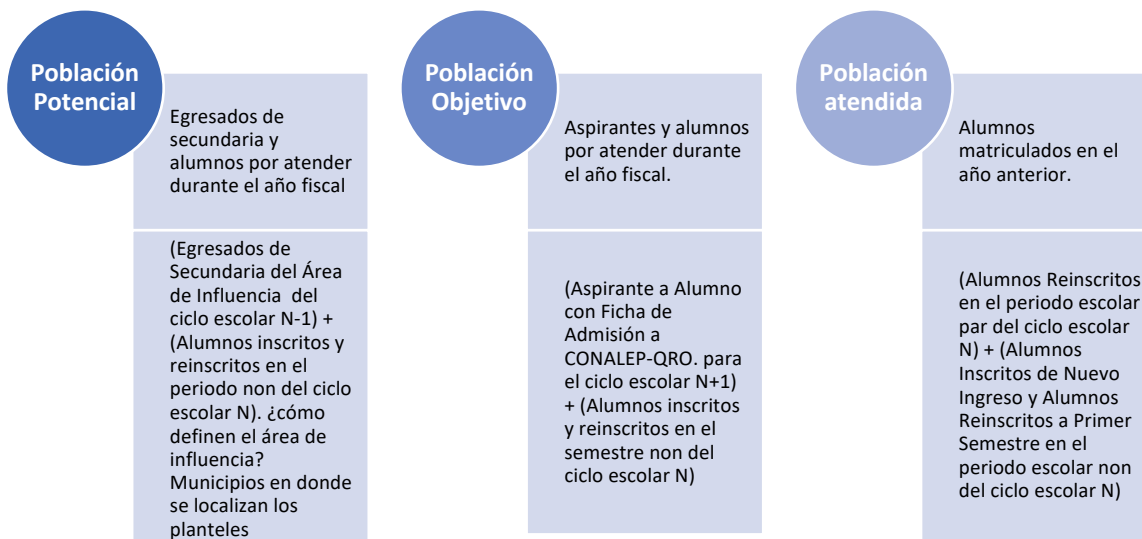 Población
Potencial
Egresados de
secundaria y
alumnos por atender
durante el año fiscal
(Egresados de
Secundaria del Área
de Influencia del
ciclo escolar N-1) +
(Alumnos inscritos y
reinscritos en el
periodo non del ciclo
escolar N). ¿cómo
definen el área de
influencia?
Municipios en donde
se localizan los
planteles
Población
Objetivo
Aspirantes y alumnos
por atender durante
el año fiscal.
(Aspirante a Alumno
con Ficha de
Admisión a
CONALEP-QRO. para
el ciclo escolar N+1)
+ (Alumnos inscritos
y reinscritos en el
semestre non del
ciclo escolar N)
Población
atendida
Alumnos
matriculados en el
año anterior.
(Alumnos Reinscritos
en el periodo escolar
par del ciclo escolar
N) + (Alumnos
Inscritos de Nuevo
Ingreso y Alumnos
Reinscritos a Primer
Semestre en el
periodo escolar non
del ciclo escolar N)